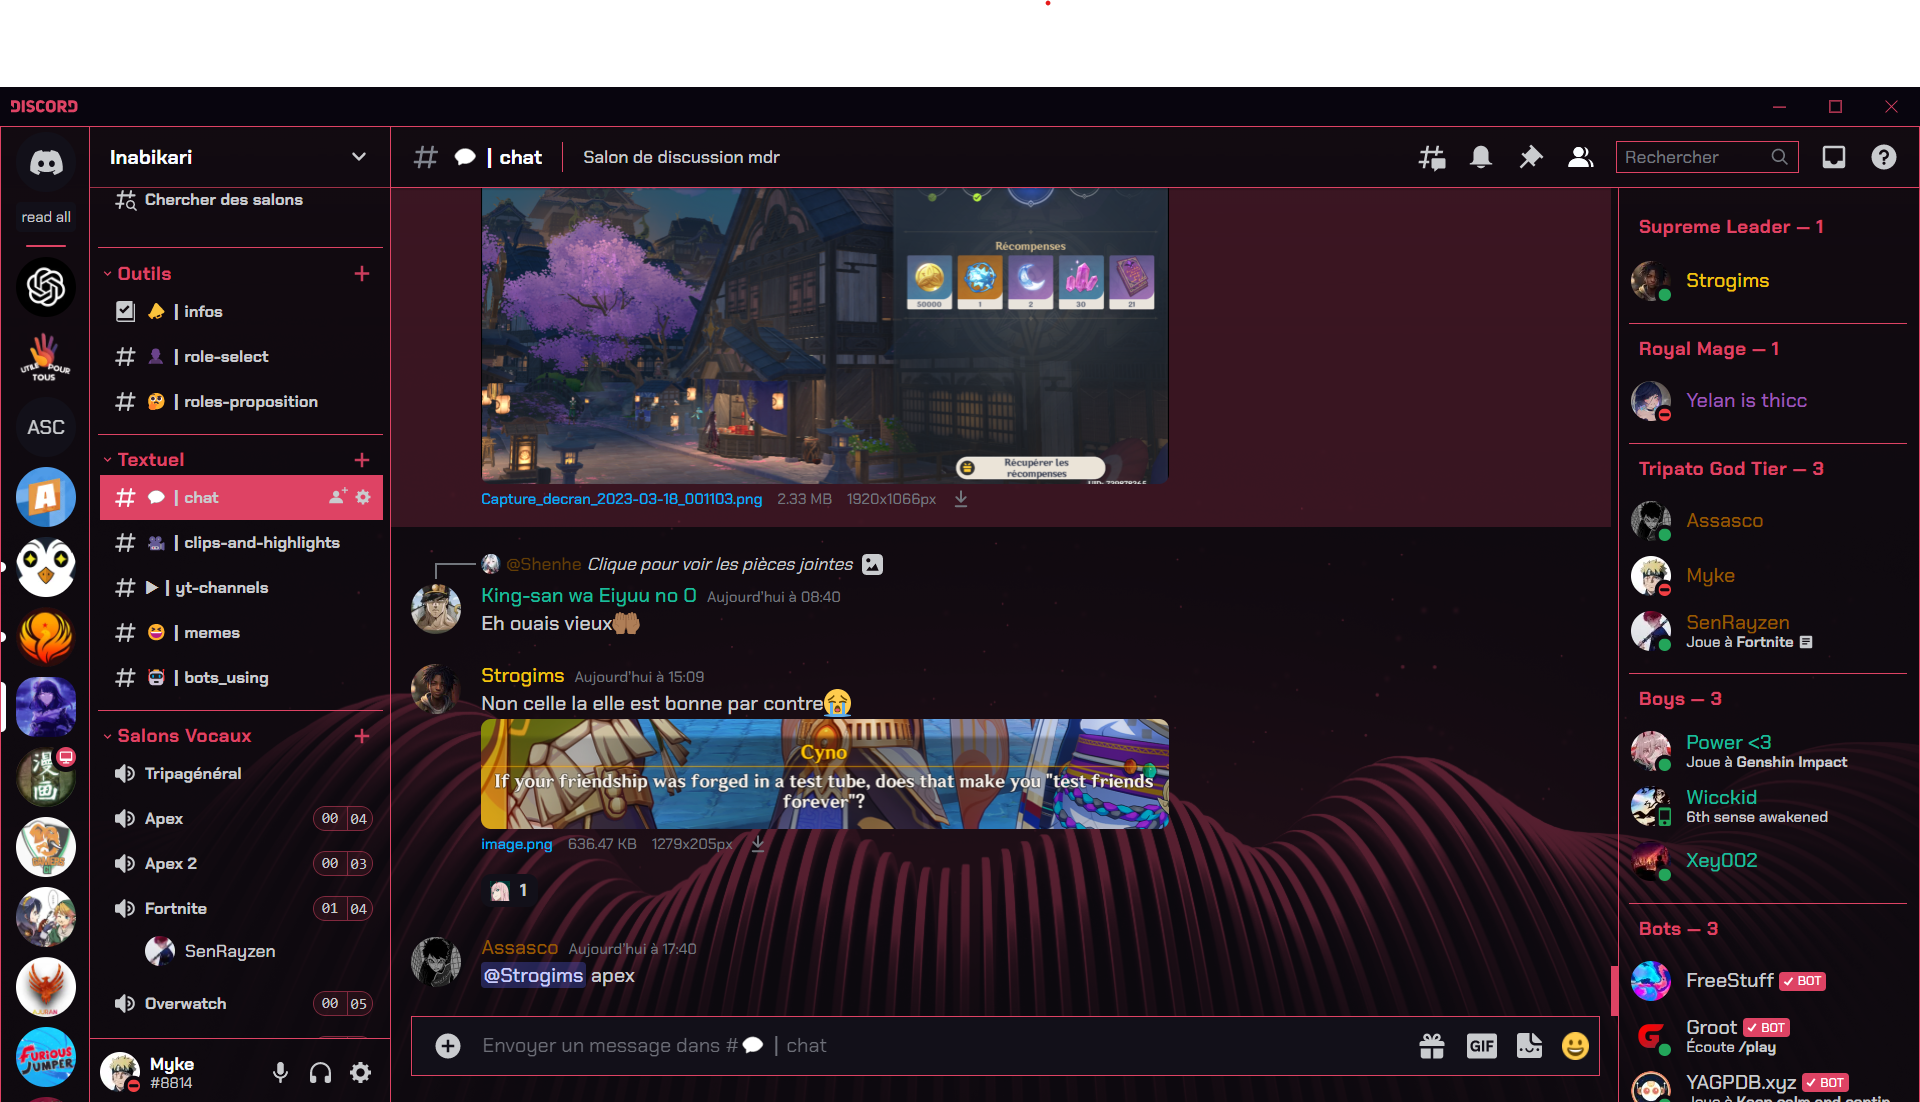 DISCORD
read all
UTILE POUR
TOUS
ASC
FURIOUS
JUMPER
Inabikari
Chercher des salons
Outils
| infos
| role-select
| roles-proposition
Textuel
| chat
| clips-and-highlights
| yt-channels
| memes
| bots_using
Salons Vocaux
Tripagénéral
Apex 00 04
Apex 2 00 03
Fortnite 01 04
SenRayzen
Overwatch 00 05
Myke
#8814
| chat
Salon de discussion mdr
Rechercher
Récompenses
50000 1 2 30 21
Récupérer les
récompenses
Capture_decran_2023-03-18_001103.png 2.33 MB 1920x1066px
@Shenhe Clique pour voir les pièces jointes
King-san wa Eiyuu no O Aujourd'hui à 08:40
Eh ouais vieux
Strogims Aujourd'hui à 15:09
Non celle la elle est bonne par contre
Cyno
If your friendship was forged in a test tube, does that make you "test friends
forever"?
image.png 636.47 KB 1279x205px
1
Assasco Aujourd'hui à 17:40
@Strogims apex
Envoyer un message dans # | chat
GIF
Supreme Leader — 1
Strogims
Royal Mage — 1
Yelan is thicc
Tripato God Tier — 3
Assasco
Myke
SenRayzen
Joue à Fortnite
Boys — 3
Power <3
Joue à Genshin Impact
Wicckid
6th sense awakened
Xey002
Bots — 3
FreeStuff BOT
Groot BOT
Écoute /play
YAGPDB.xyz BOT